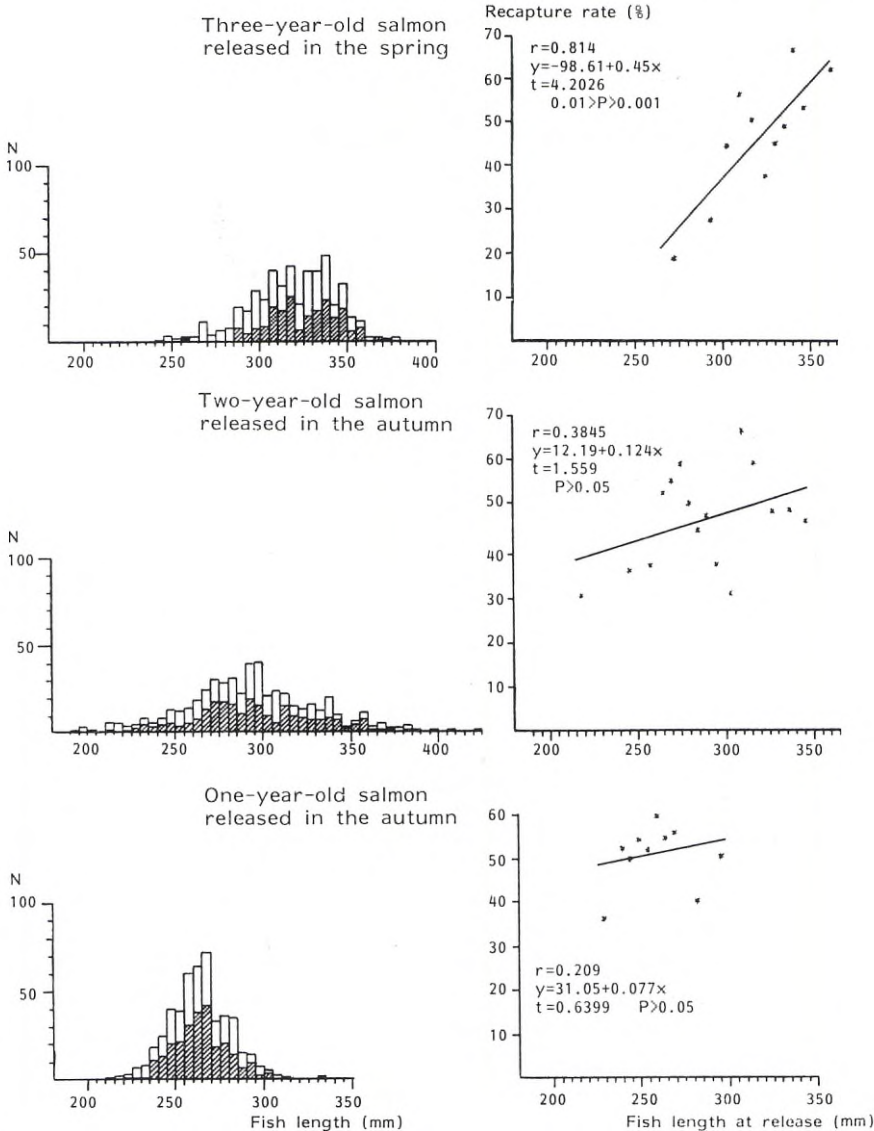 Three-year-old salmon
released in the spring
N
100
50
200 250 300 350 400
Recapture rate (%)
70
60
50
40
30
20
10
r=0.814
y=-98.61+0.45x
t=4.2026
0.01>P>0.001
200 250 300 350
Two-year-old salmon
released in the autumn
N
100
50
200 250 300 350 400
70
60
50
40
30
20
10
r=0.3845
y=12.19+0.124x
t=1.559
P>0.05
200 250 300 350
One-year-old salmon
released in the autumn
N
100
50
200 250 300 350
Fish length (mm)
60
50
40
30
20
10
r=0.209
y=31.05+0.077x
t=0.6399 P>0.05
200 250 300 350
Fish length at release (mm)